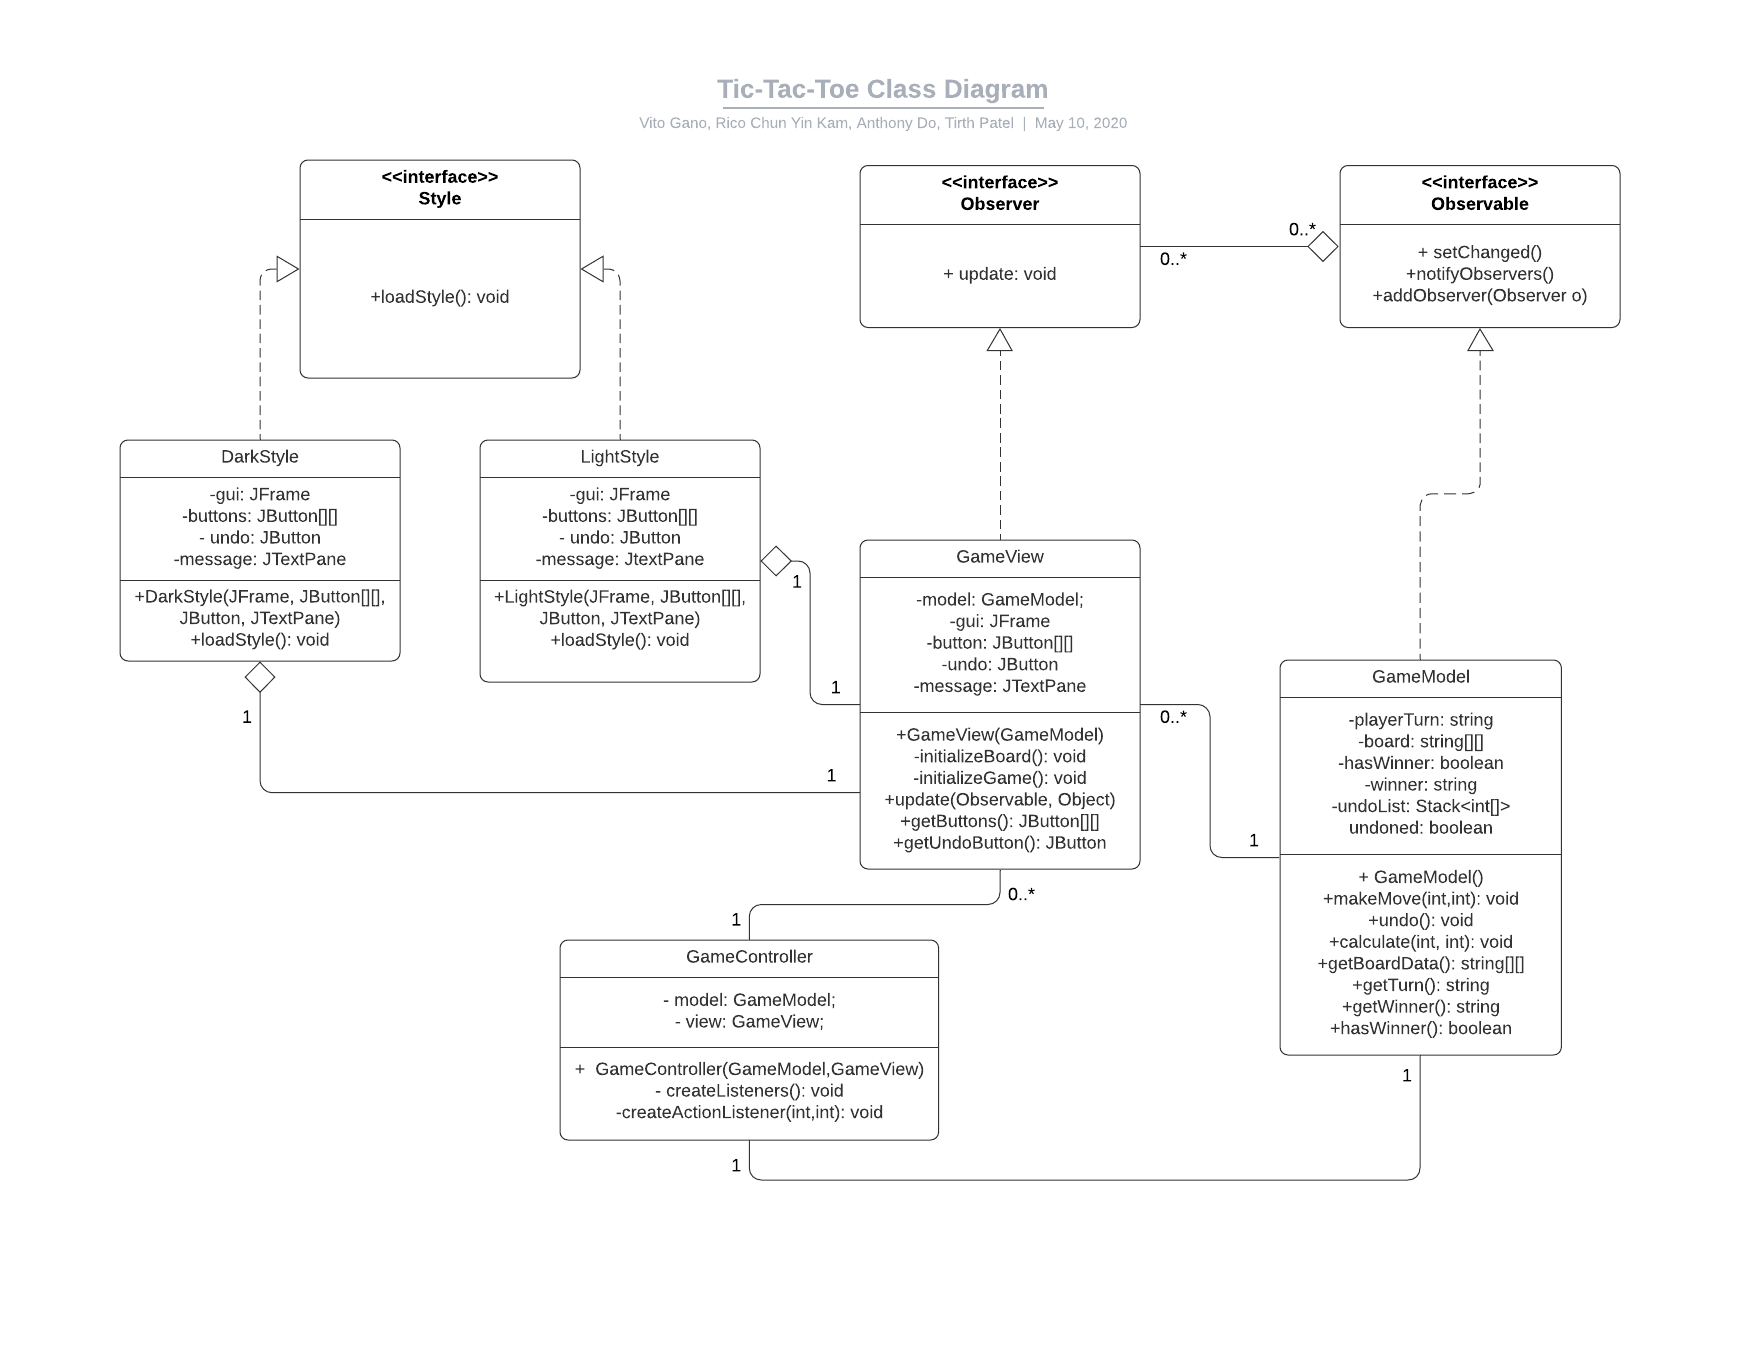 Tic-Tac-Toe Class Diagram
Vito Gano, Rico Chun Yin Kam, Anthony Do, Tirth Patel | May 10, 2020
<<interface>>
Style
+loadStyle(): void
<<interface>>
Observer
+ update: void
0..*
0..*
<<interface>>
Observable
+ setChanged()
+notifyObservers()
+addObserver(Observer o)
DarkStyle
-gui: JFrame
-buttons: JButton[][]
- undo: JButton
-message: JTextPane
+DarkStyle(JFrame, JButton[][],
JButton, JTextPane)
+loadStyle(): void
1
1
LightStyle
-gui: JFrame
-buttons: JButton[][]
- undo: JButton
-message: JtextPane
+LightStyle(JFrame, JButton[][],
JButton, JTextPane)
+loadStyle(): void
1
1
GameView
-model: GameModel;
-gui: JFrame
-button: JButton[][]
-undo: JButton
-message: JTextPane
+GameView(GameModel)
-initializeBoard(): void
-initializeGame(): void
+update(Observable, Object)
+getButtons(): JButton[][]
+getUndoButton(): JButton
0..*
1
GameModel
-playerTurn: string
-board: string[][]
-hasWinner: boolean
-winner: string
-undoList: Stack<int[]>
undoned: boolean
+ GameModel()
+makeMove(int,int): void
+undo(): void
+calculate(int, int): void
+getBoardData(): string[][]
+getTurn(): string
+getWinner(): string
+hasWinner(): boolean
0..*
1
GameController
- model: GameModel;
- view: GameView;
+ GameController(GameModel,GameView)
- createListeners(): void
-createActionListener(int,int): void
1
1